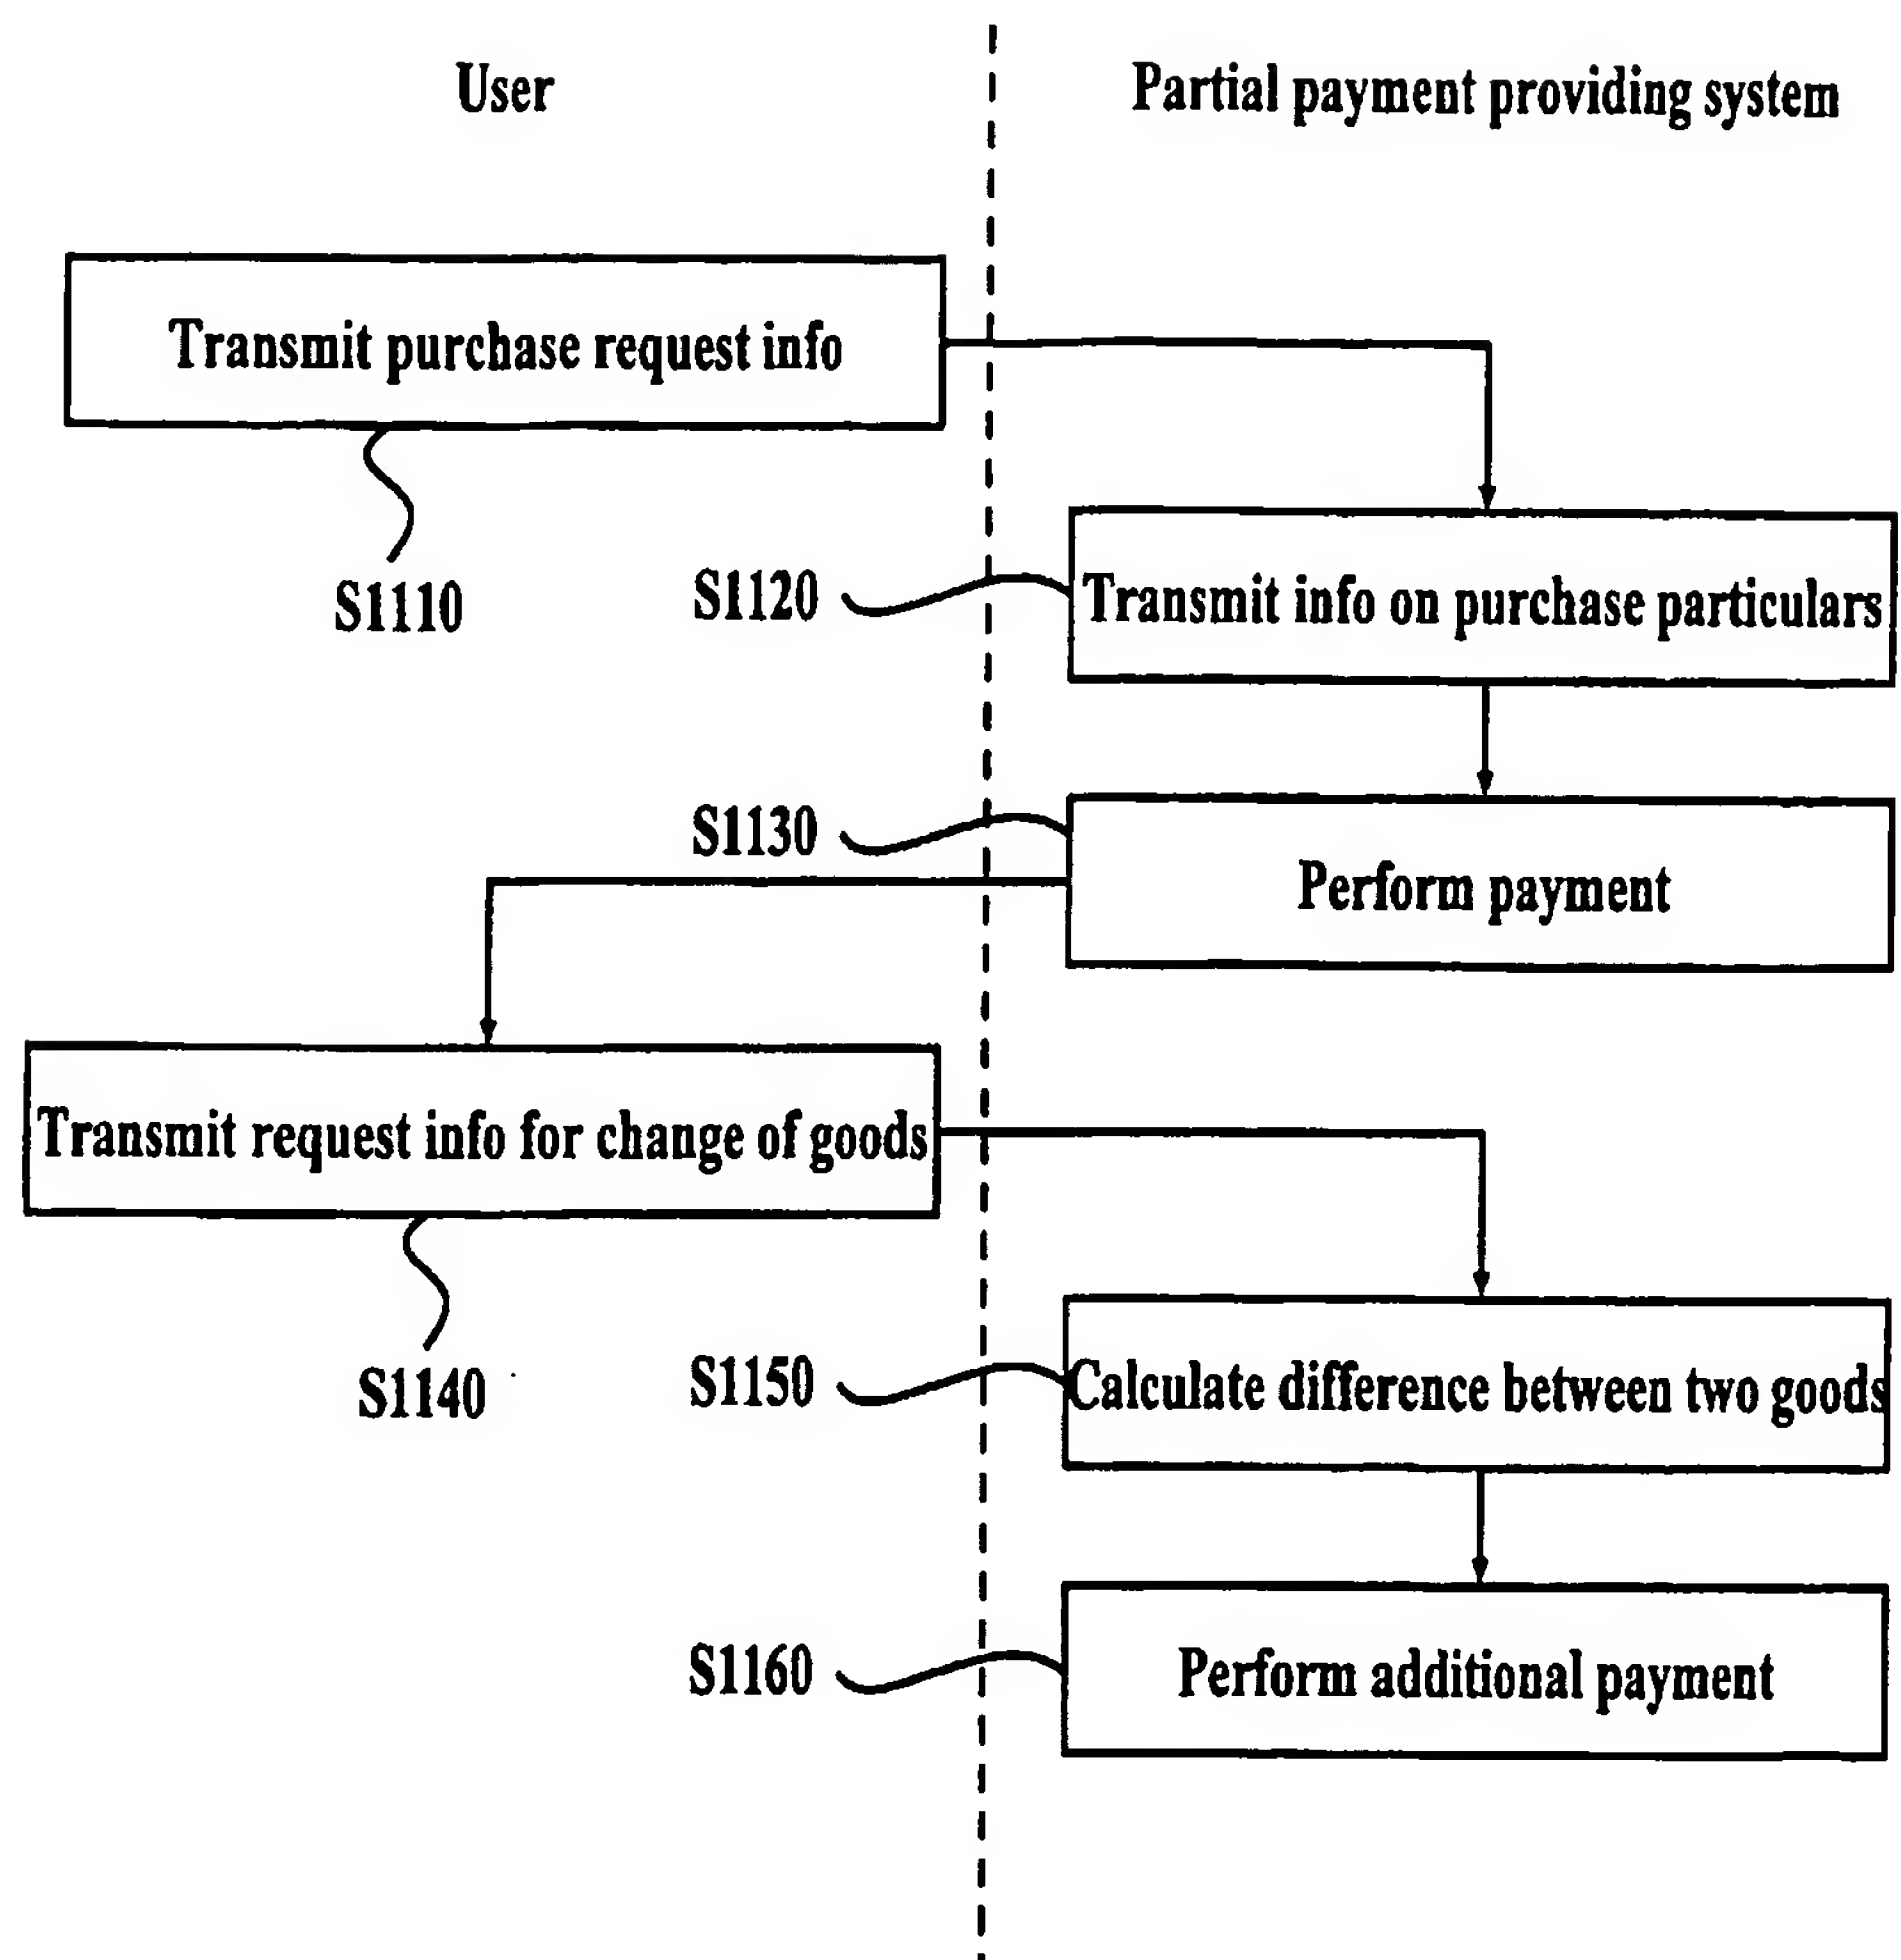 User
Partial payment providing system
Transmit purchase request info
S1110
S1120
Transmit info on purchase particulars
S1130
Perform payment
Transmit request info for change of goods
S1140
S1150
Calculate difference between two goods
S1160
Perform additional payment